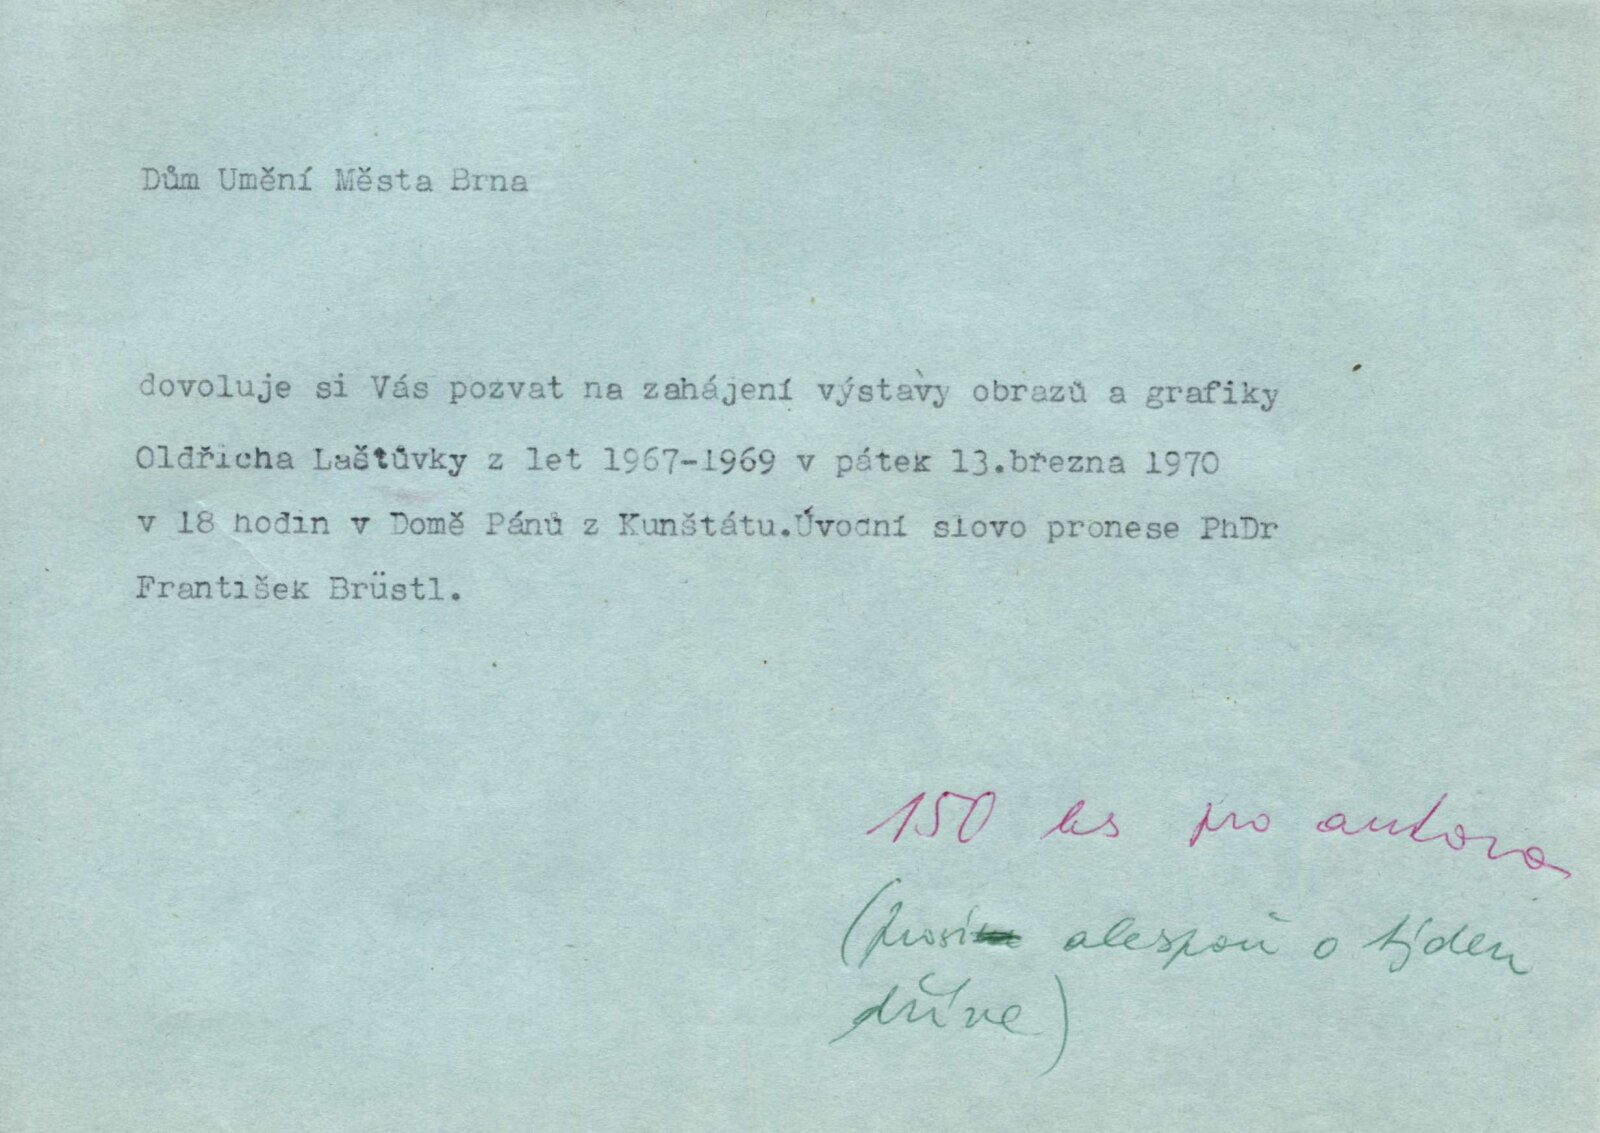 Dům Umění Města Brna
dovoluje si Vás pozvat na zahájení výstavy obrazů a grafiky
Oldřicha Laštůvky z let 1967-1969 v pátek 13.března 1970
v 18 hodin v Domě Pánů z Kunštátu.Úvodní slovo pronese PhDr
František Brüstl.
150 ks pro autora
(prosím alespoň o týden
dříve)